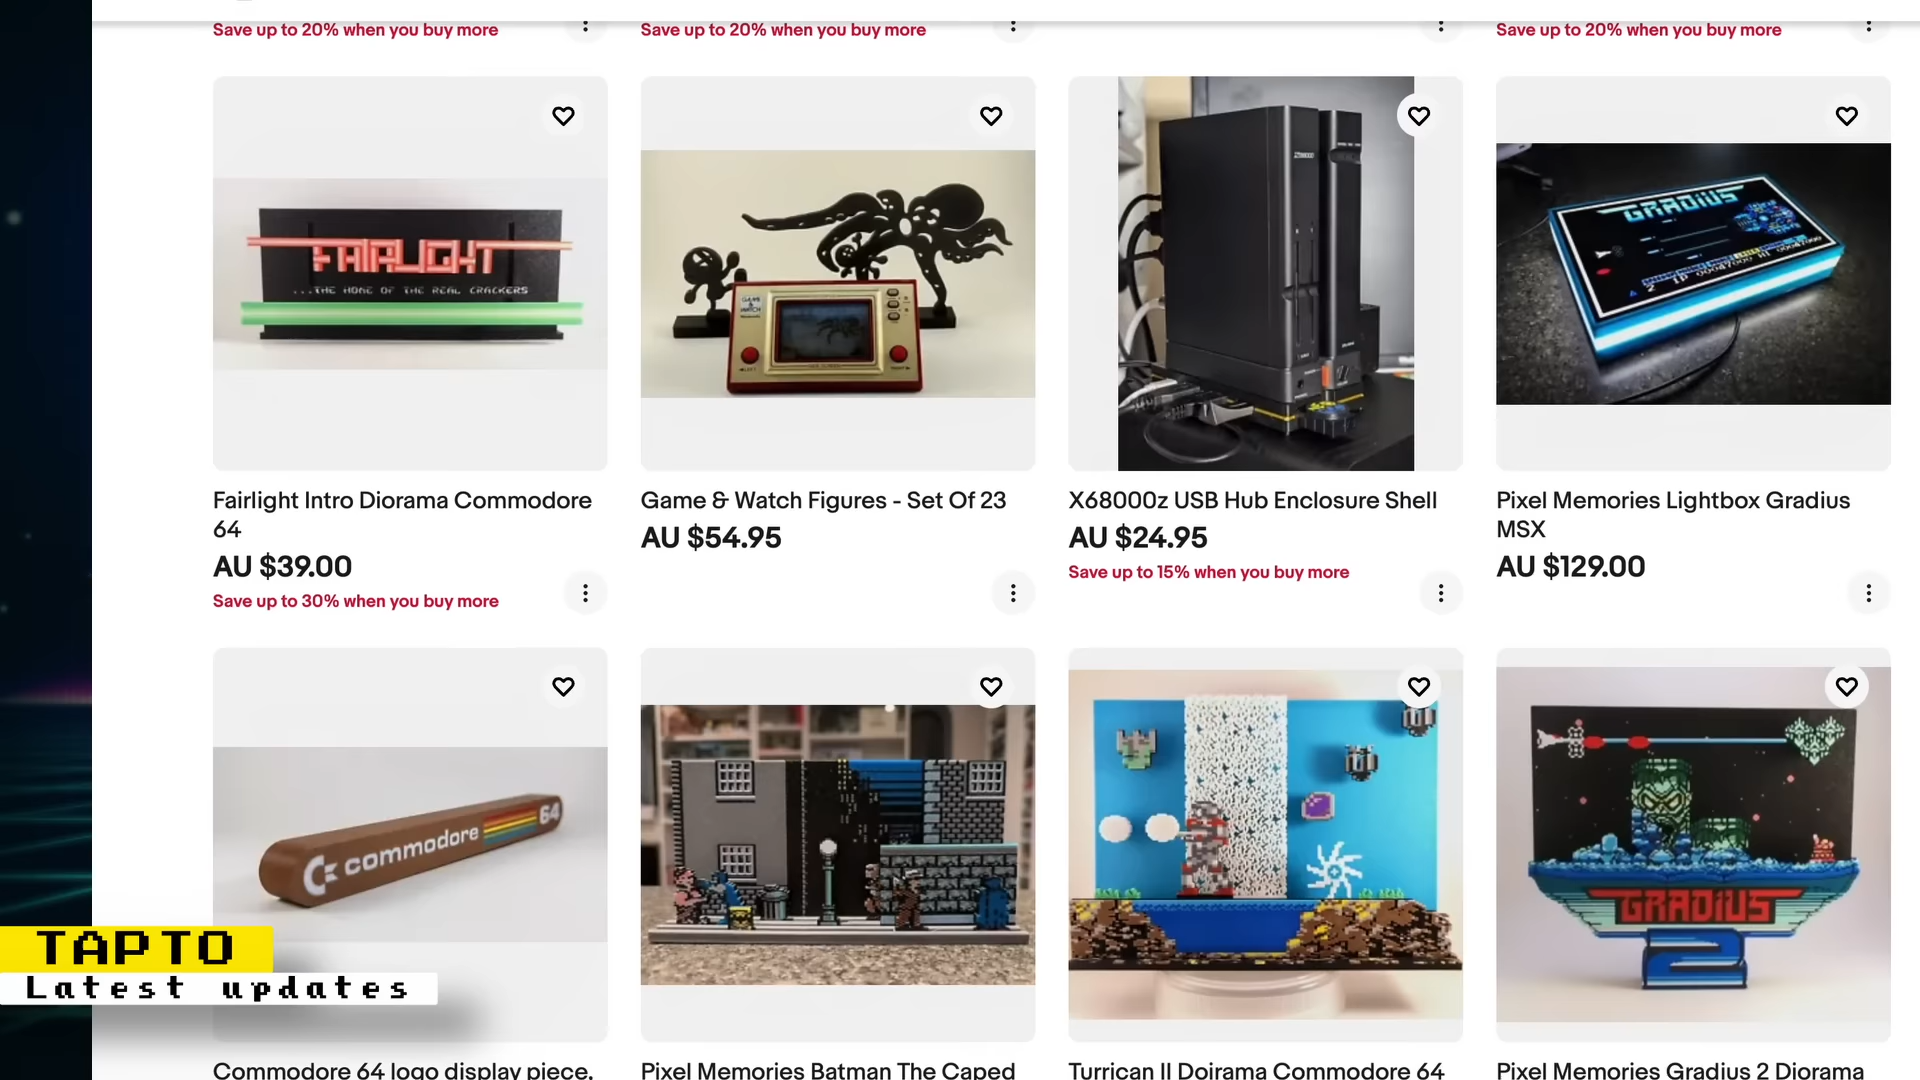 Save up to 20% when you buy more
Save up to 20% when you buy more
Save up to 20% when you buy more
FAIRLIGHT
...THE HOME OF THE REAL CRACKERS
GRADIUS
Fairlight Intro Diorama Commodore
64
AU $39.00
Save up to 30% when you buy more
Game & Watch Figures - Set Of 23
AU $54.95
X68000z USB Hub Enclosure Shell
AU $24.95
Save up to 15% when you buy more
Pixel Memories Lightbox Gradius
MSX
AU $129.00
commodore 64
GRADIUS
2
TAPTO
Latest updates
Commodore 64 logo display piece.
Pixel Memories Batman The Caped
Turrican II Doirama Commodore 64
Pixel Memories Gradius 2 Diorama